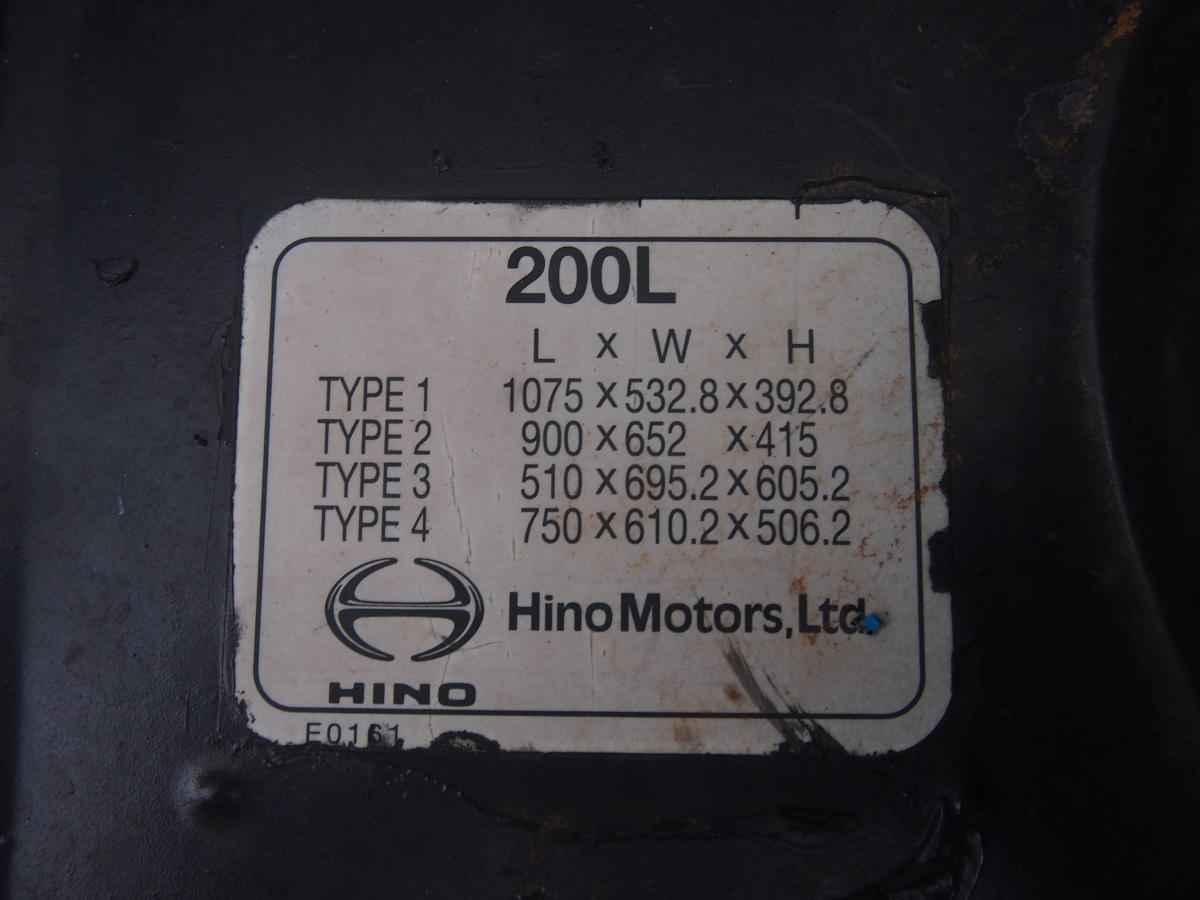 200L
L x W x H
TYPE 1 1075 x 532.8 x 392.8
TYPE 2 900 x 652 x 415
TYPE 3 510 x 695.2 x 605.2
TYPE 4 750 x 610.2 x 506.2
Hino Motors, Ltd.
HINO
E0161